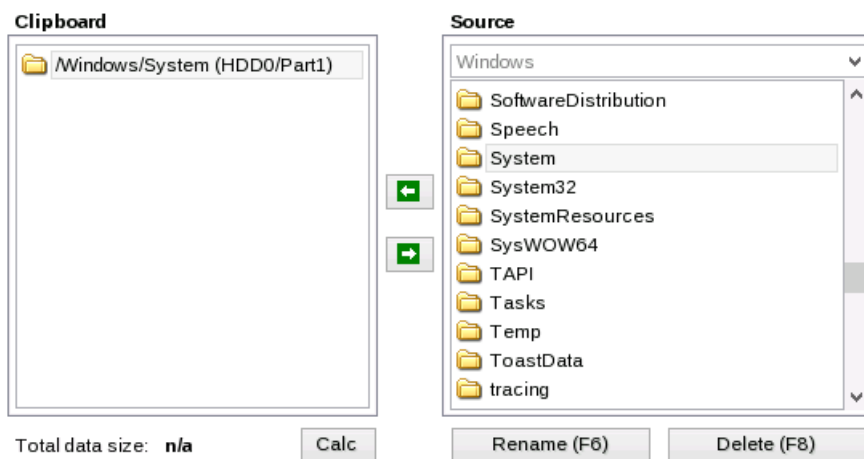 Clipboard
/Windows/System (HDD0/Part1)
Total data size: n/a
Calc
Source
Windows
SoftwareDistribution
Speech
System
System32
SystemResources
SysWOW64
TAPI
Tasks
Temp
ToastData
tracing
Rename (F6)
Delete (F8)